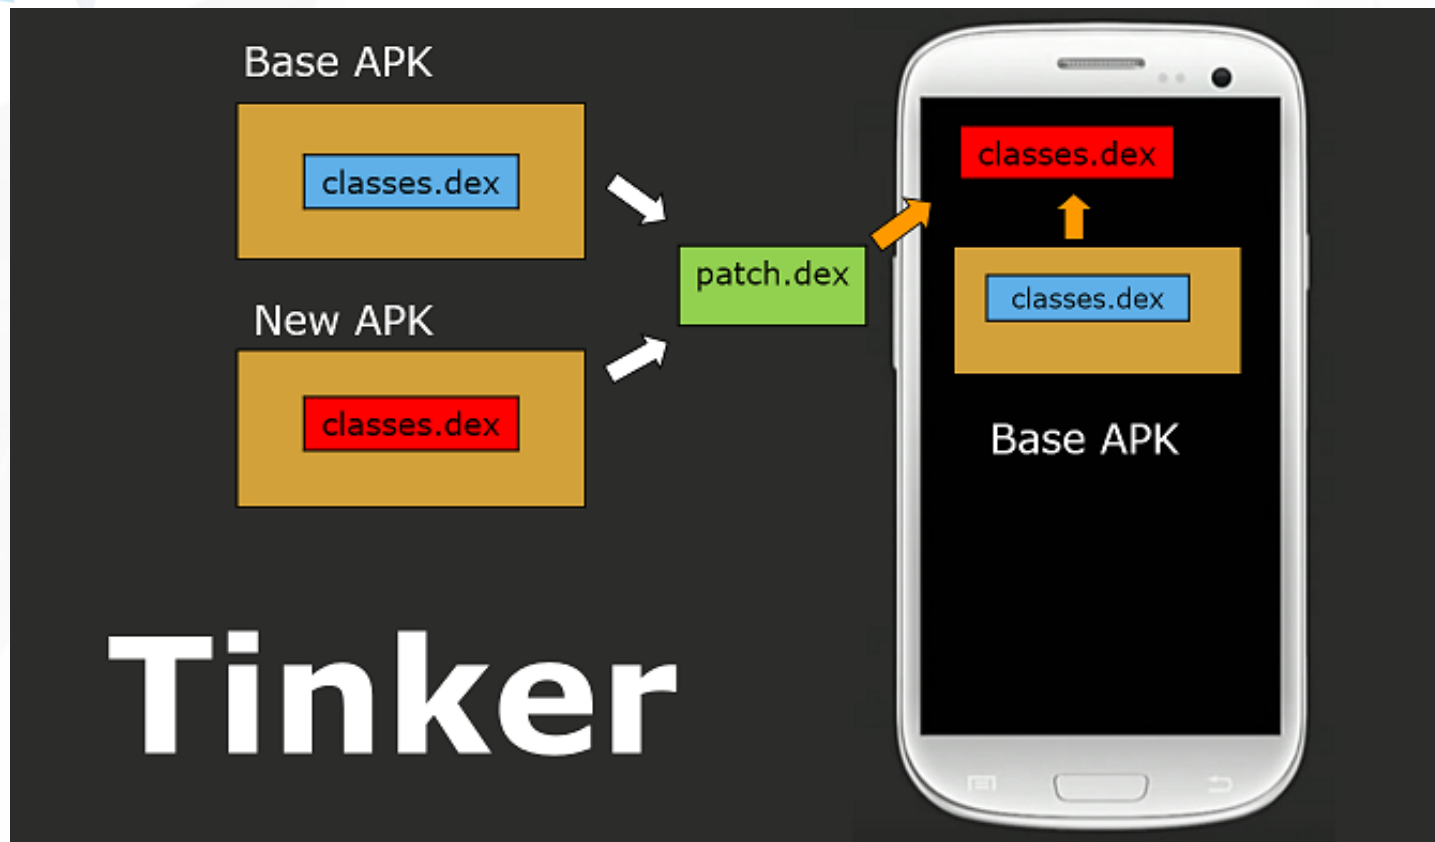 Base APK
classes.dex
New APK
classes.dex
patch.dex
classes.dex
classes.dex
Base APK
Tinker